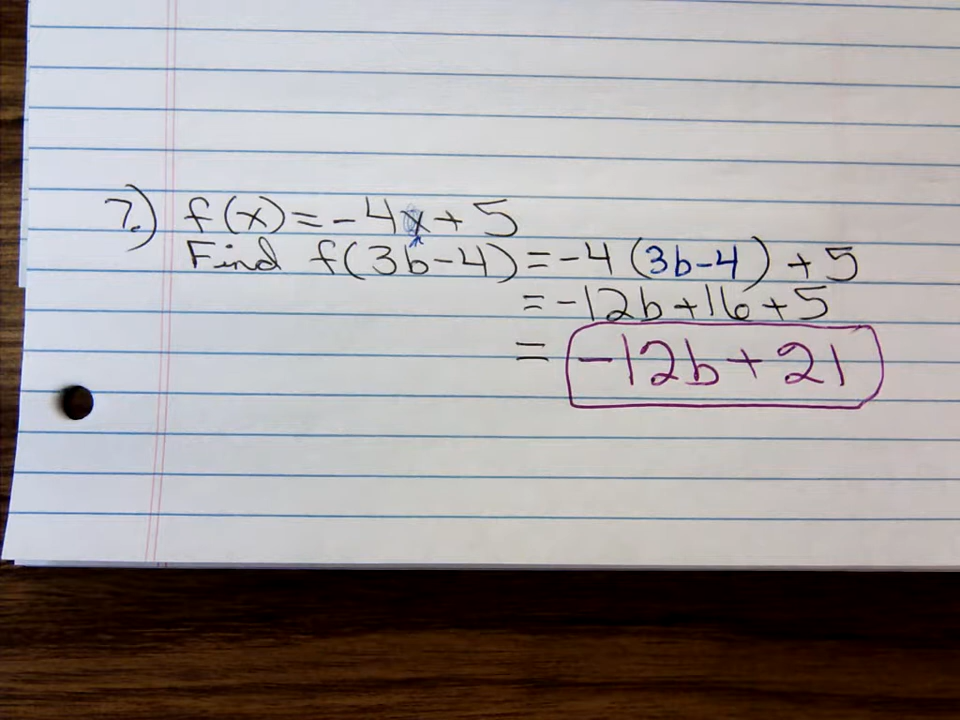 7.) f(x) = -4x + 5
Find f(3b-4) = -4 (3b-4) + 5
= -12b + 16 + 5
= -12b + 21